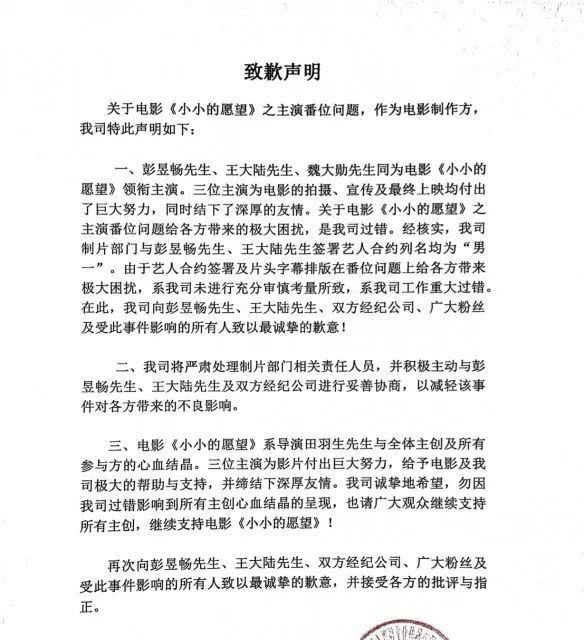 致歉声明
关于电影《小小的愿望》之主演番位问题，作为电影制作方，
我司特此声明如下：
一、彭昱畅先生、王大陆先生、魏大勋先生同为电影《小小的
愿望》领衔主演。三位主演为电影的拍摄、宣传及最终上映均付出
了巨大努力，同时结下了深厚的友情。关于电影《小小的愿望》之
主演番位问题给各方带来的极大困扰，是我司过错。经核实，我司
制片部门与彭昱畅先生、王大陆先生签署艺人合约列名均为“男
一”。由于艺人合约签署及片头字幕排版在番位问题上给各方带来
极大困扰，系我司未进行充分审慎考量所致，系我司工作重大过错。
在此，我司向彭昱畅先生、王大陆先生、双方经纪公司、广大粉丝
及受此事件影响的所有人致以最诚挚的歉意！
二、我司将严肃处理制片部门相关责任人员，并积极主动与彭
昱畅先生、王大陆先生及双方经纪公司进行妥善协商，以减轻该事
件对各方带来的不良影响。
三、电影《小小的愿望》系导演田羽生先生与全体主创及所有
参与方的心血结晶。三位主演为影片付出巨大努力，给予电影及我
司极大的帮助与支持，并缔结下深厚友情。我司诚挚地希望，勿因
我司过错影响到所有主创心血结晶的呈现，也请广大观众继续支持
所有主创，继续支持电影《小小的愿望》！
再次向彭昱畅先生、王大陆先生、双方经纪公司、广大粉丝及
受此事件影响的所有人致以最诚挚的歉意，并接受各方的批评与指
正。